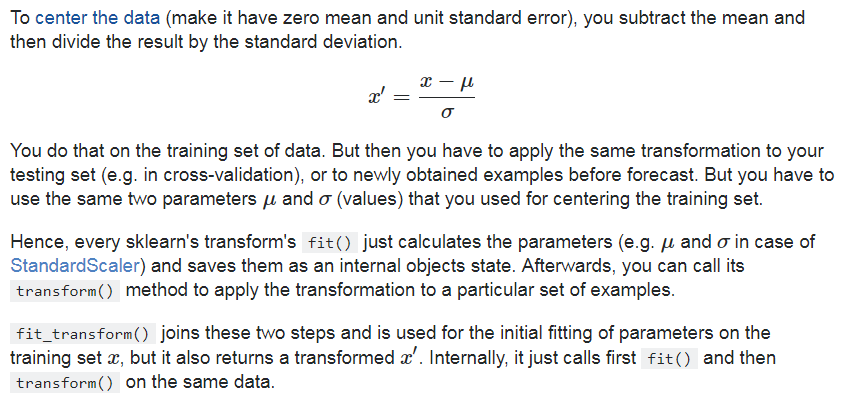 To center the data (make it have zero mean and unit standard error), you subtract the mean and
then divide the result by the standard deviation.
x′ = (x − μ) / σ
You do that on the training set of data. But then you have to apply the same transformation to your
testing set (e.g. in cross-validation), or to newly obtained examples before forecast. But you have to
use the same two parameters μ and σ (values) that you used for centering the training set.
Hence, every sklearn's transform's fit() just calculates the parameters (e.g. μ and σ in case of
StandardScaler) and saves them as an internal objects state. Afterwards, you can call its
transform() method to apply the transformation to a particular set of examples.
fit_transform() joins these two steps and is used for the initial fitting of parameters on the
training set x, but it also returns a transformed x′. Internally, it just calls first fit() and then
transform() on the same data.